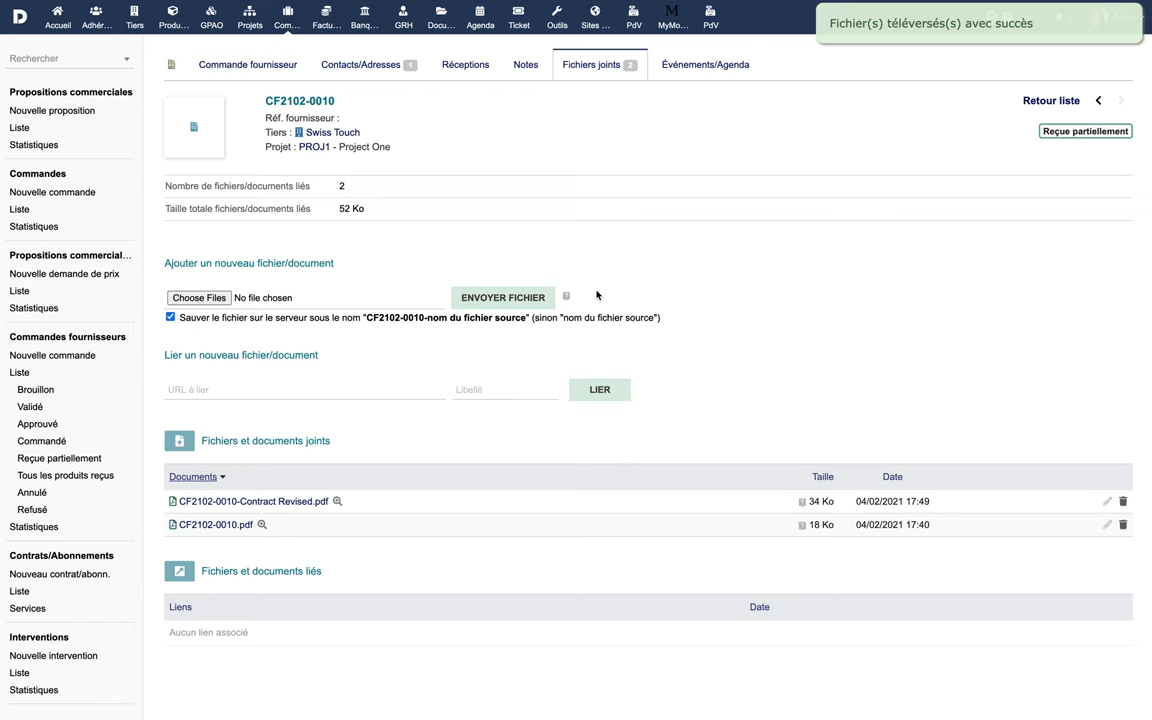 D
Accueil
Adhér...
Tiers
Produ...
GPAO
Projets
Com...
Factu...
Banq...
GRH
Docu...
Agenda
Ticket
Outils
Sites ...
PdV
M
MyMo...
PdV
Fichier(s) téléversés(s) avec succès
Rechercher
Propositions commerciales
Nouvelle proposition
Liste
Statistiques
Commandes
Nouvelle commande
Liste
Statistiques
Propositions commercial...
Nouvelle demande de prix
Liste
Statistiques
Commandes fournisseurs
Nouvelle commande
Liste
Brouillon
Validé
Approuvé
Commandé
Reçue partiellement
Tous les produits reçus
Annulé
Refusé
Statistiques
Contrats/Abonnements
Nouveau contrat/abonn.
Liste
Services
Interventions
Nouvelle intervention
Liste
Statistiques
Commande fournisseur
Contacts/Adresses 1
Réceptions
Notes
Fichiers joints 2
Événements/Agenda
CF2102-0010
Réf. fournisseur :
Tiers : Swiss Touch
Projet : PROJ1 - Project One
Retour liste
Reçue partiellement
Nombre de fichiers/documents liés 2
Taille totale fichiers/documents liés 52 Ko
Ajouter un nouveau fichier/document
Choose Files No file chosen ENVOYER FICHIER
Sauver le fichier sur le serveur sous le nom "CF2102-0010-nom du fichier source" (sinon "nom du fichier source")
Lier un nouveau fichier/document
URL à lier Libellé LIER
Fichiers et documents joints
Documents Taille Date
CF2102-0010-Contract Revised.pdf 34 Ko 04/02/2021 17:49
CF2102-0010.pdf 18 Ko 04/02/2021 17:40
Fichiers et documents liés
Liens Date
Aucun lien associé